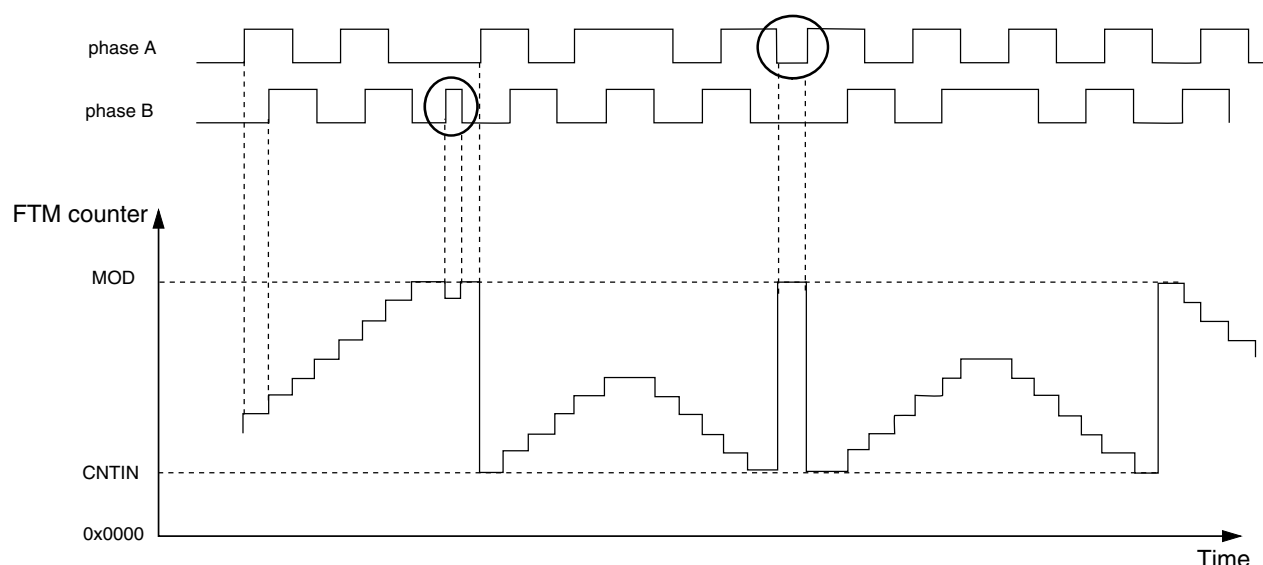 phase A
phase B
FTM counter
MOD
CNTIN
0x0000
Time